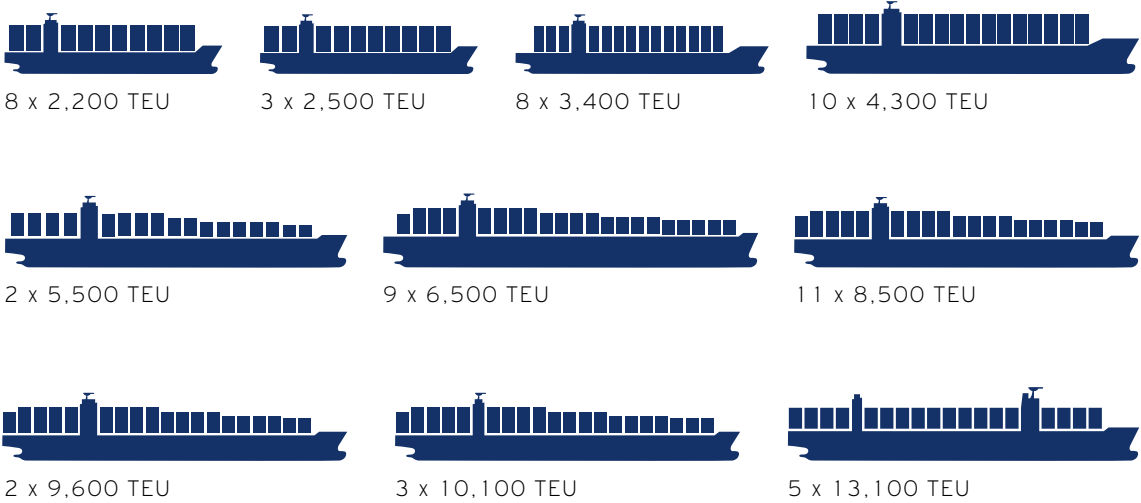 8 x 2,200 TEU
3 x 2,500 TEU
8 x 3,400 TEU
10 x 4,300 TEU
2 x 5,500 TEU
9 x 6,500 TEU
11 x 8,500 TEU
2 x 9,600 TEU
3 x 10,100 TEU
5 x 13,100 TEU